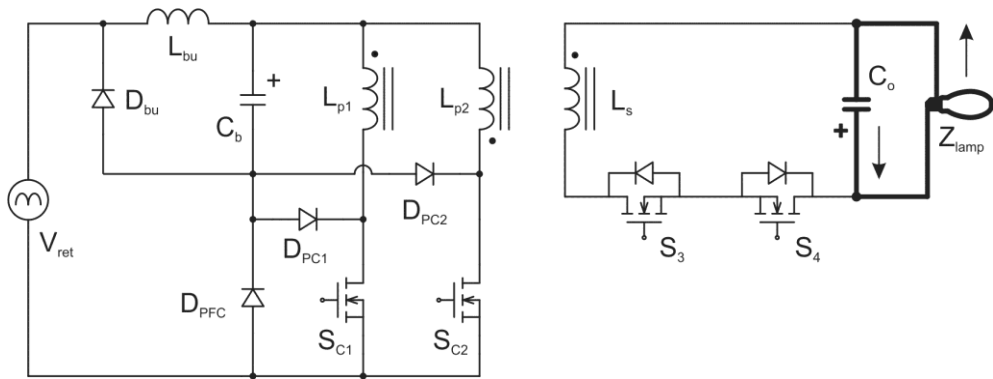 L_bu
D_bu
+
C_b
L_p1
L_p2
L_s
C_o
+
Z_lamp
V_ret
D_PC2
D_PC1
D_PFC
S_C1
S_C2
S_3
S_4